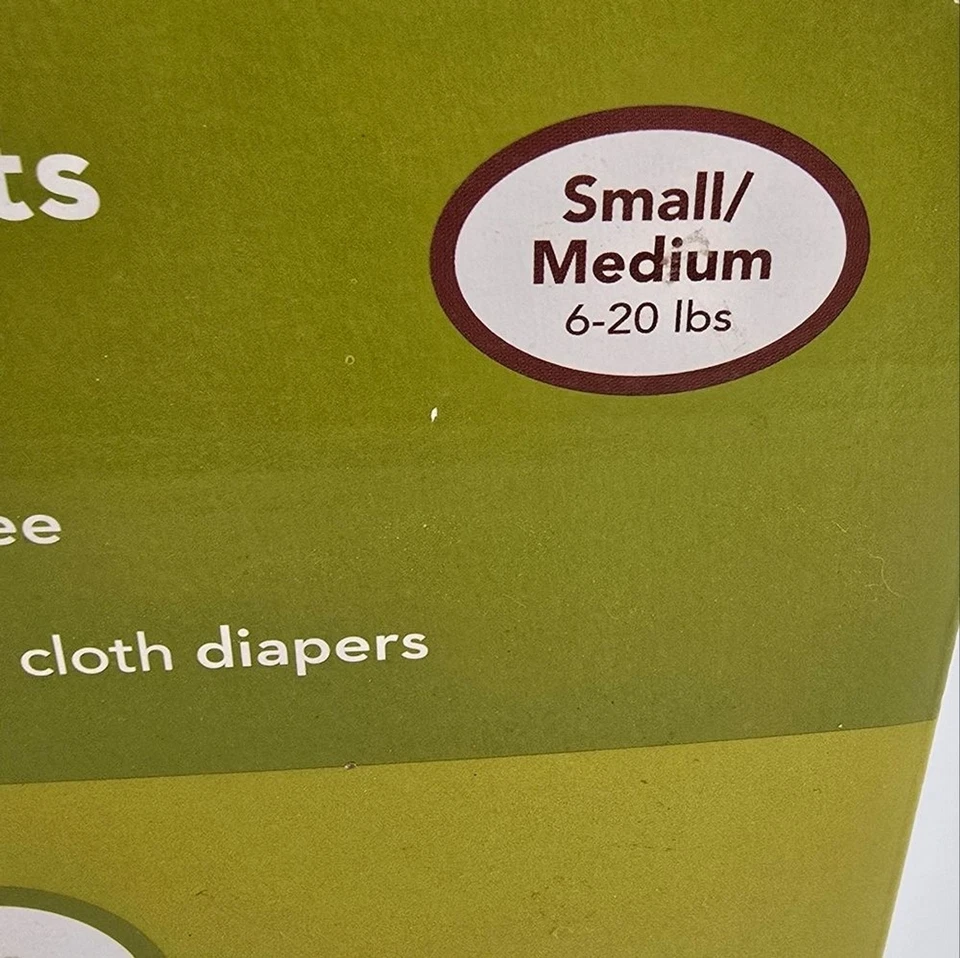 ts
Small/
Medium
6-20 lbs
ee
cloth diapers